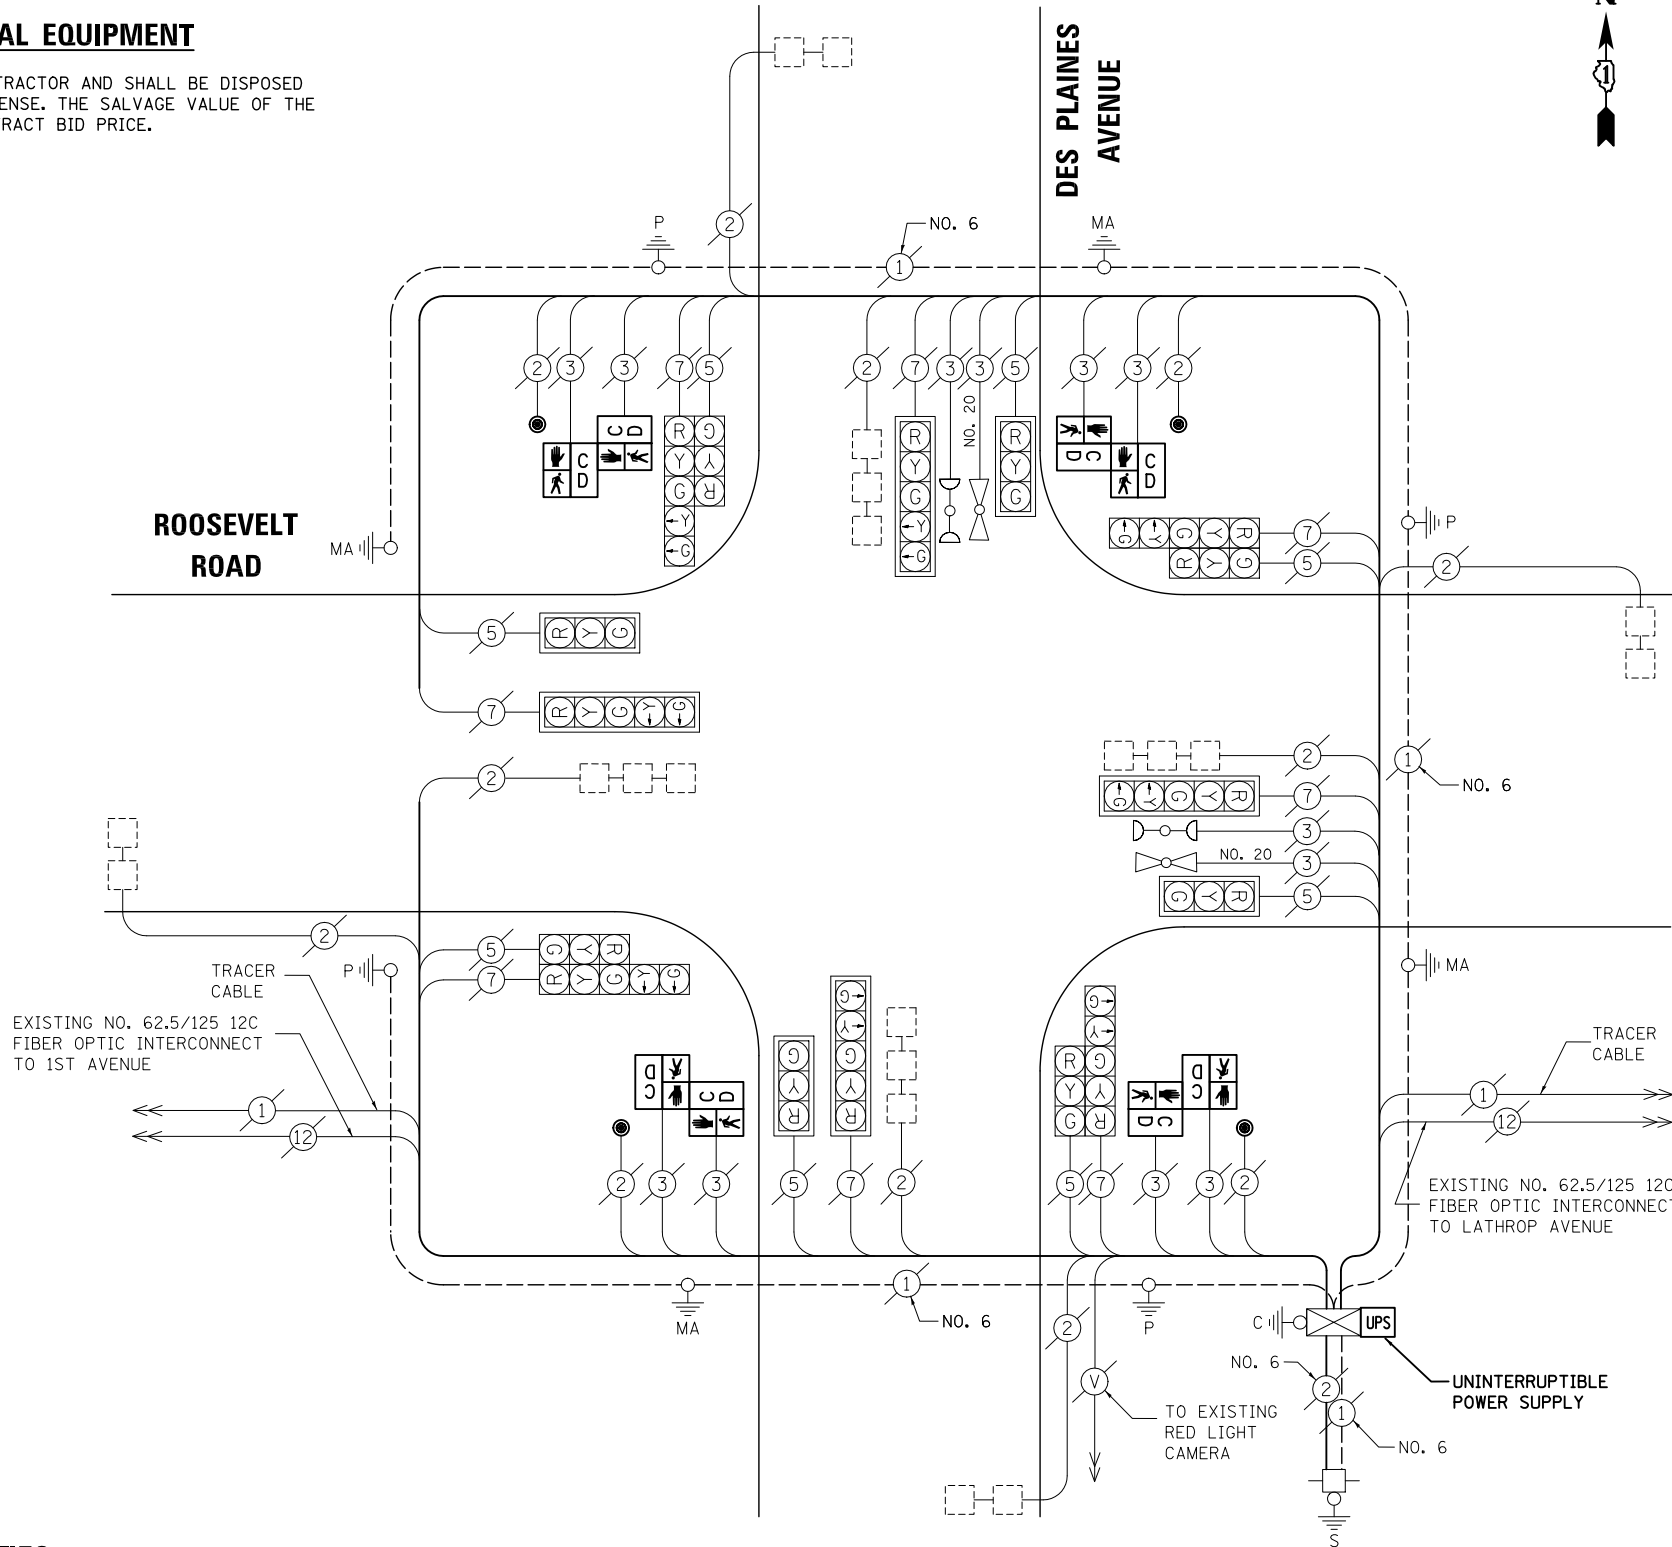 AL EQUIPMENT
TRACTOR AND SHALL BE DISPOSED
ENSE. THE SALVAGE VALUE OF THE
TRACT BID PRICE.
DES PLAINES
AVENUE
N
1
P
2
NO. 6
1
MA
2 3 3 7 5
2 7 3 3 5
3 3 2
NO. 20
C D
C D
R Y G Y G
G Y R
R Y G Y G
R Y G
C D
C D
ROOSEVELT
ROAD
MA
G Y G Y R 7
R Y G 5
P
2
5 R Y G
7 R Y G Y G
2
2
G Y G Y R 7
3
NO. 20 3
G Y R 5
1
NO. 6
2
5 G Y R
7 R Y G Y G
P
MA
TRACER
CABLE
EXISTING NO. 62.5/125 12C
FIBER OPTIC INTERCONNECT
TO 1ST AVENUE
1
12
C D
C D
G Y R
G Y G Y R
R Y G
G Y G Y R
C D
C D
2 3 3 5 7 2
5 7 3 3 2
TRACER
CABLE
1
12
EXISTING NO. 62.5/125 12C
FIBER OPTIC INTERCONNECT
TO LATHROP AVENUE
MA
1
NO. 6
P
2
V
TO EXISTING
RED LIGHT
CAMERA
C
UPS
NO. 6
2
1
NO. 6
UNINTERRUPTIBLE
POWER SUPPLY
S